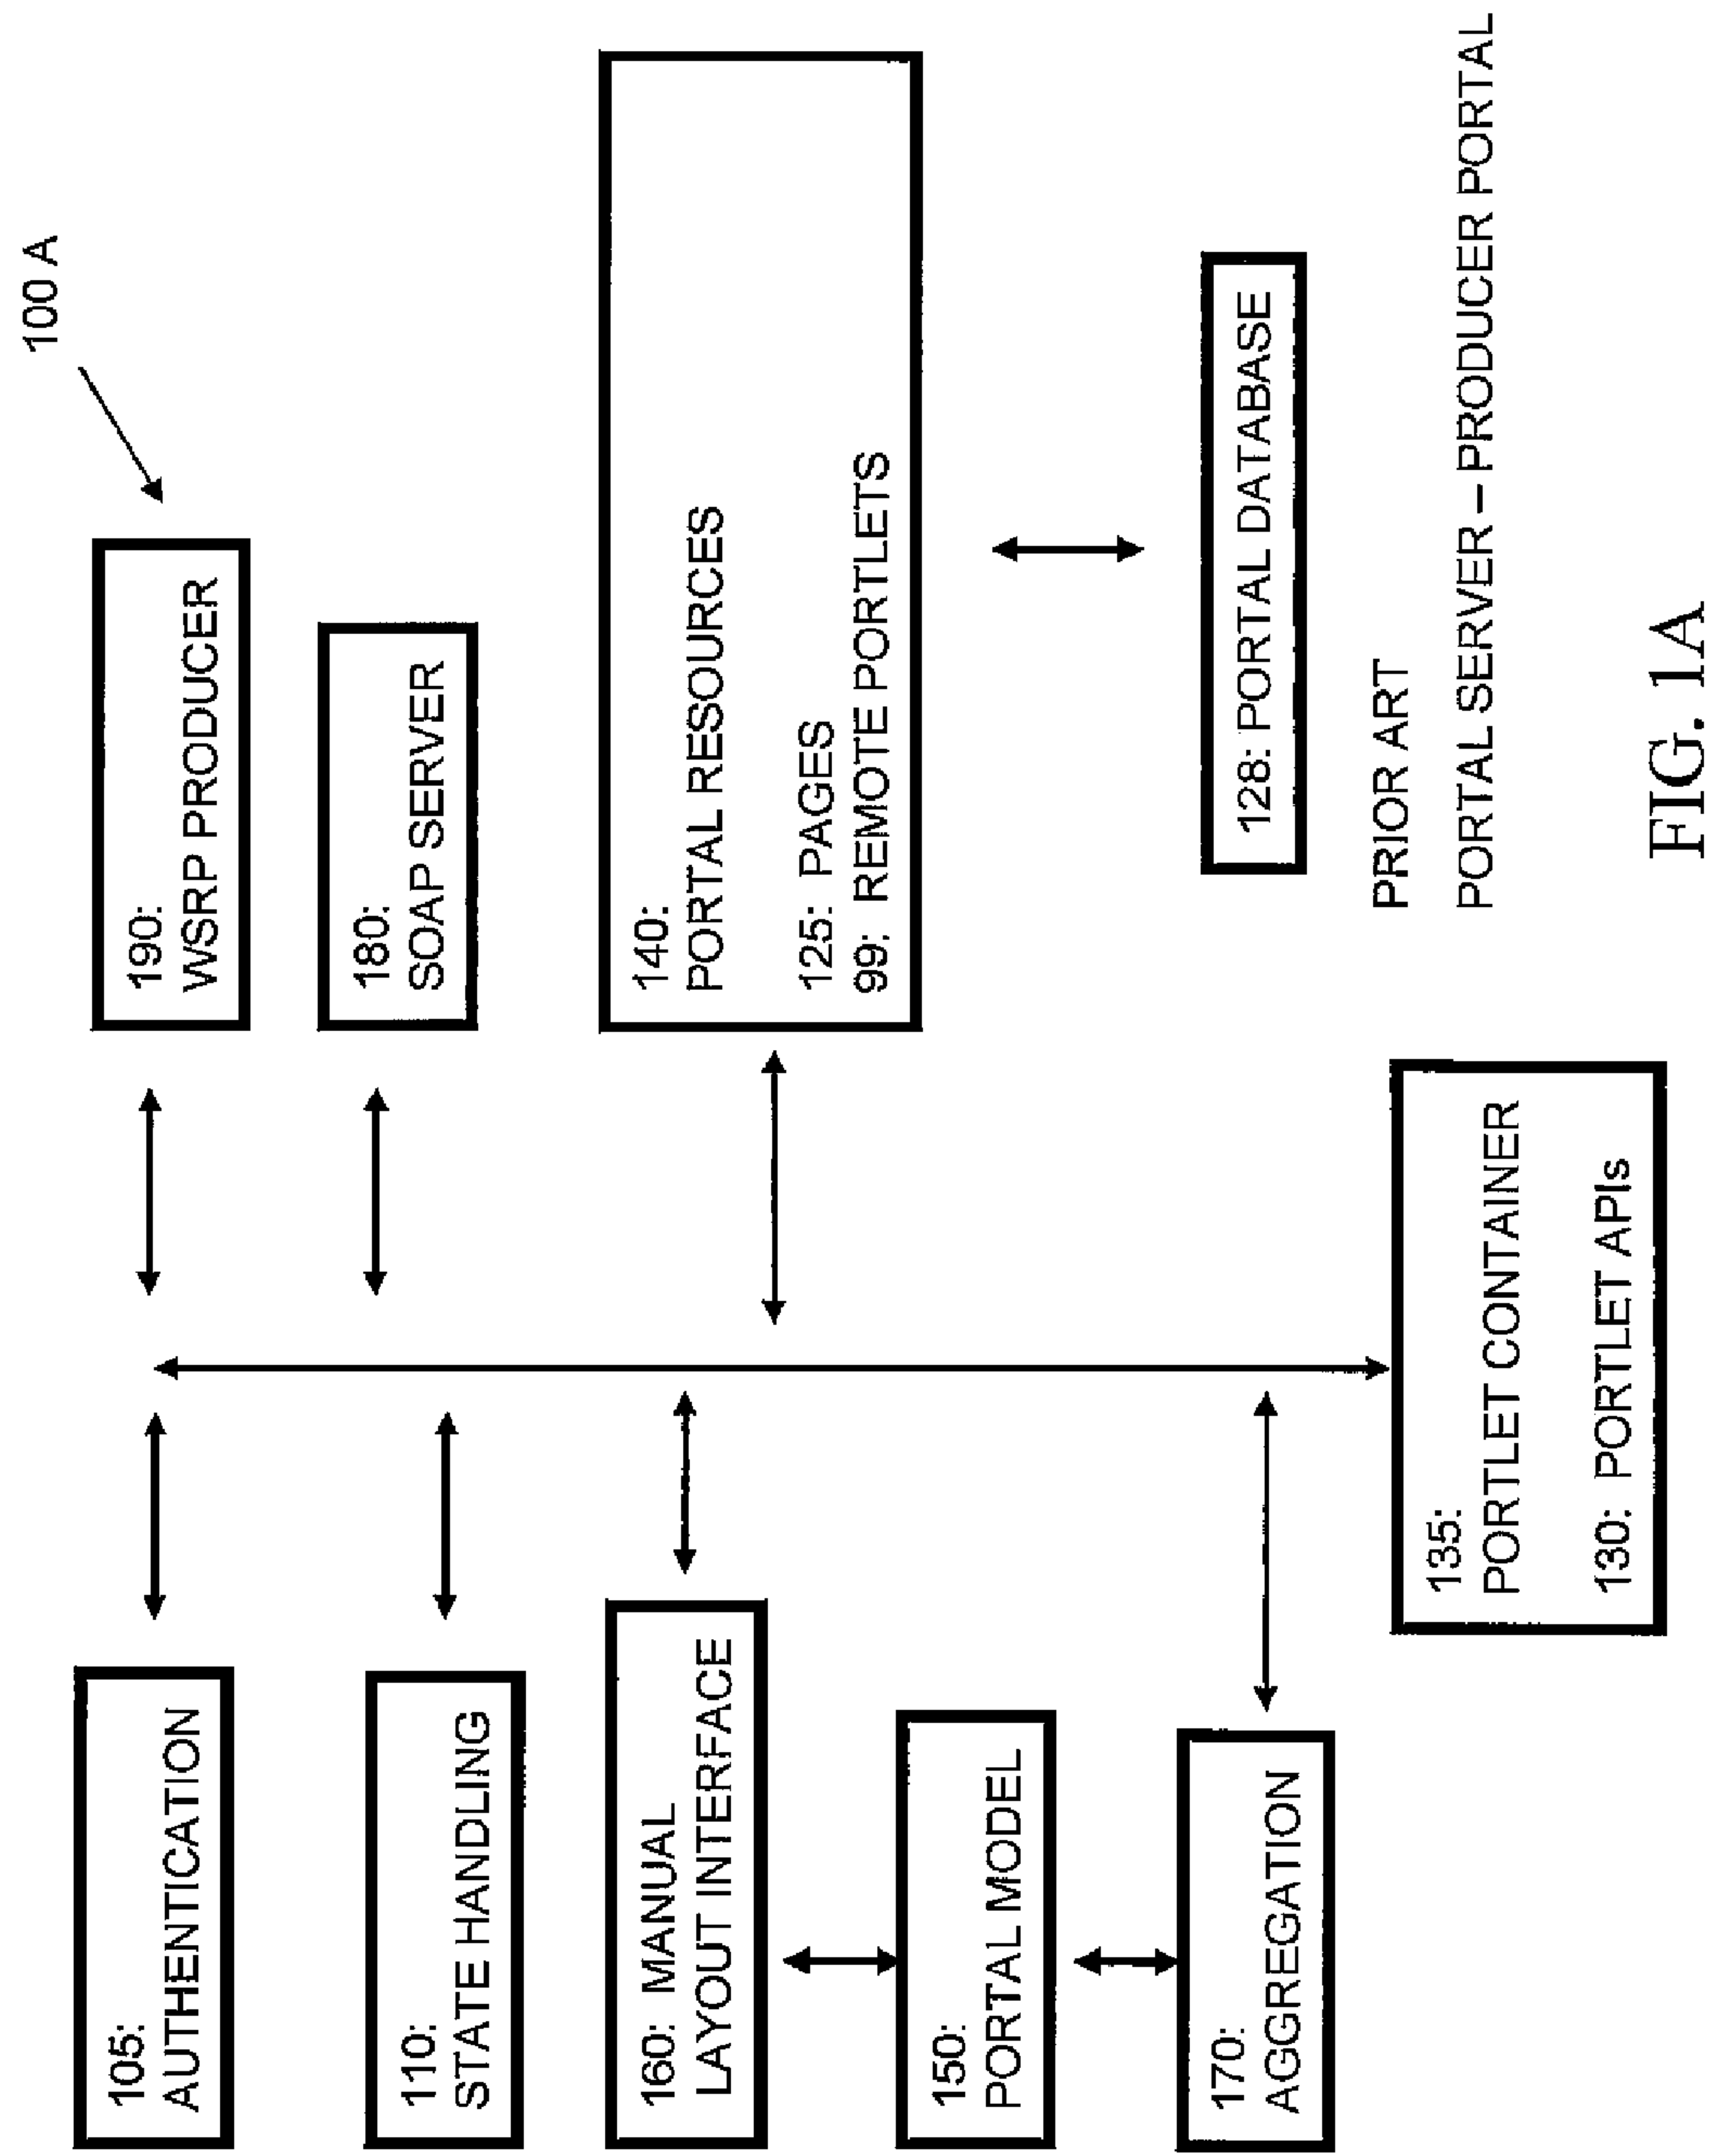 100 A
105:
AUTHENTICATION
190:
WSRP PRODUCER
110:
STATE HANDLING
180:
SOAP SERVER
160: MANUAL
LAYOUT INTERFACE
140:
PORTAL RESOURCES
125: PAGES
99: REMOTE PORTLETS
150:
PORTAL MODEL
170:
AGGREGATION
128: PORTAL DATABASE
135:
PORTLET CONTAINER
130: PORTLET APIs
PRIOR ART
PORTAL SERVER – PRODUCER PORTAL
FIG. 1A